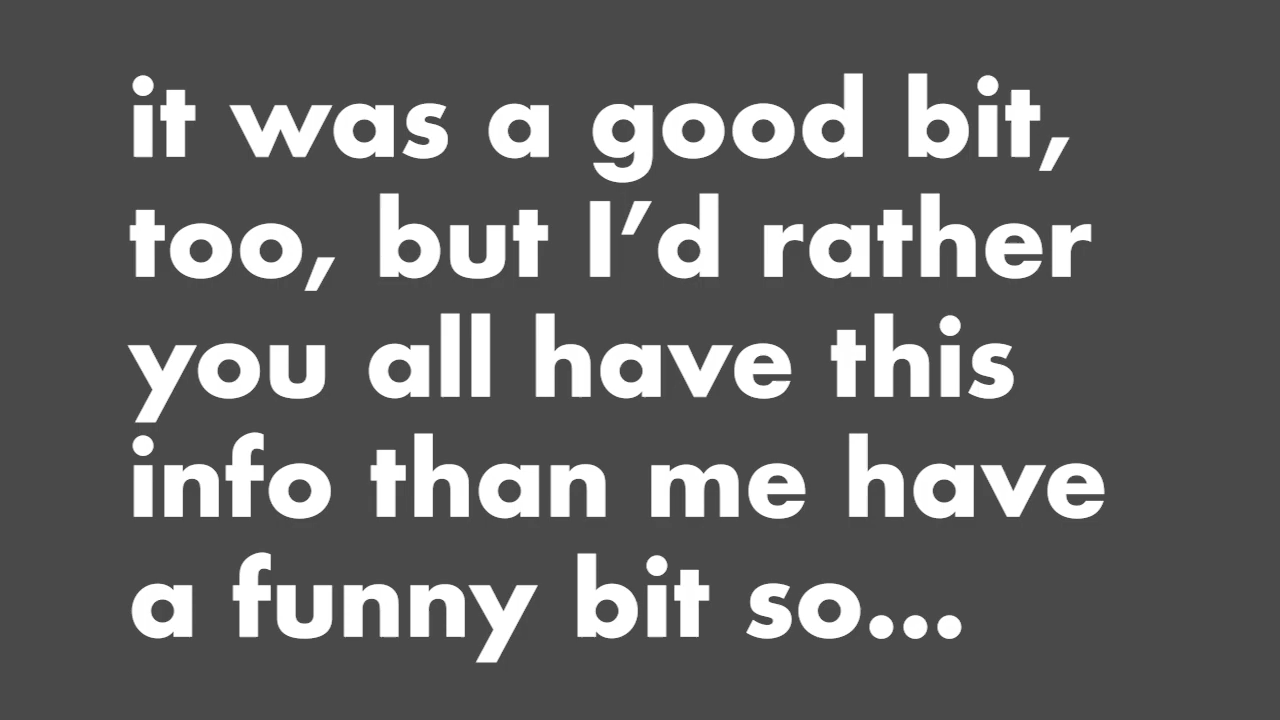 it was a good bit,
too, but I’d rather
you all have this
info than me have
a funny bit so...